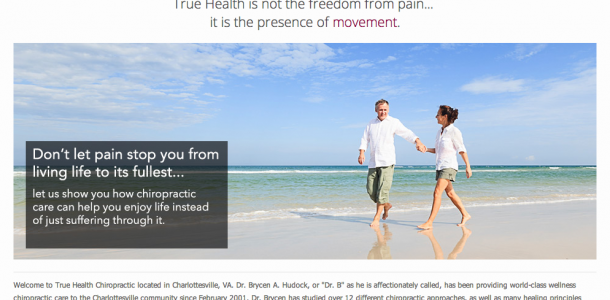 True Health is not the freedom from pain...
it is the presence of movement.
Don't let pain stop you from
living life to its fullest...
let us show you how chiropractic
care can help you enjoy life instead
of just suffering through it.
Welcome to True Health Chiropractic located in Charlottesville, VA. Dr. Brycen A. Hudock, or "Dr. B" as he is affectionately called, has been providing world-class wellness
chiropractic care to the Charlottesville community since February 2001. Dr. Brycen has studied over 12 different chiropractic approaches, as well as many healing principles